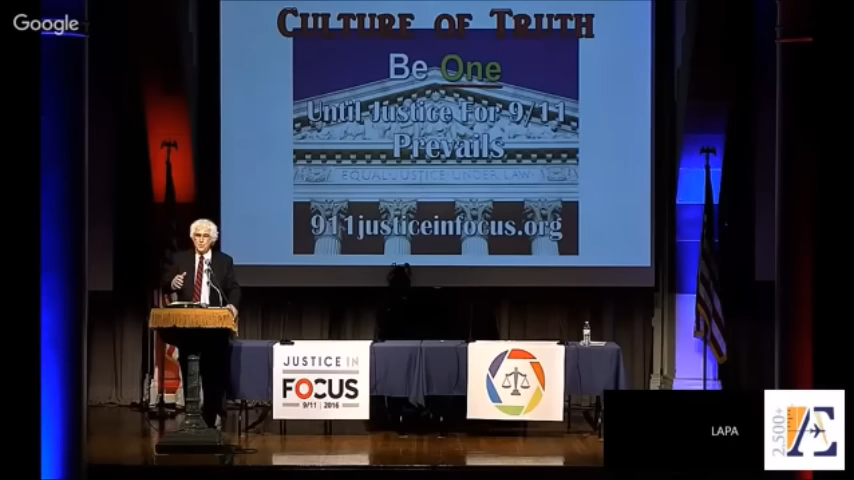 Google
CULTURE OF TRUTH
Be One
Until Justice For 9/11
Prevails
EQUAL·JUSTICE·UNDER·LAW
911justiceinfocus.org
JUSTICE IN
FOCUS
9/11 | 2016
LAPA
2,500+
AE